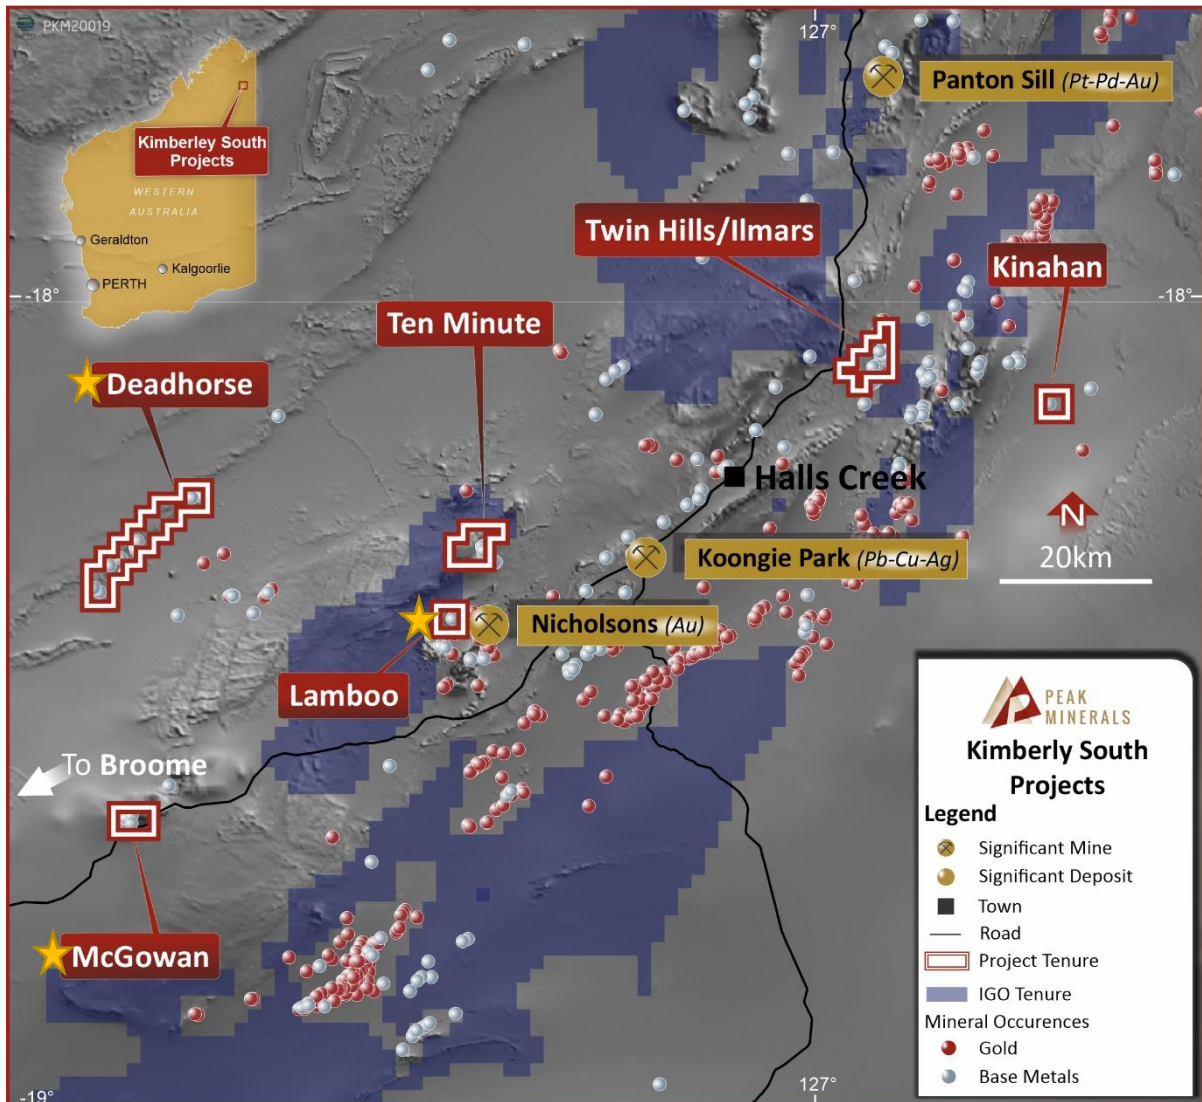 PKM20019
127°
Panton Sill (Pt-Pd-Au)
Kimberley South
Projects
WESTERN
AUSTRALIA
Geraldton
Kalgoorlie
PERTH
Twin Hills/Ilmars
Kinahan
-18°
-18°
Ten Minute
Deadhorse
Halls Creek
N
20km
Koongie Park (Pb-Cu-Ag)
Nicholsons (Au)
Lamboo
To Broome
McGowan
PEAK
MINERALS
Kimberly South
Projects
Legend
Significant Mine
Significant Deposit
Town
Road
Project Tenure
IGO Tenure
Mineral Occurences
Gold
Base Metals
-19°
127°